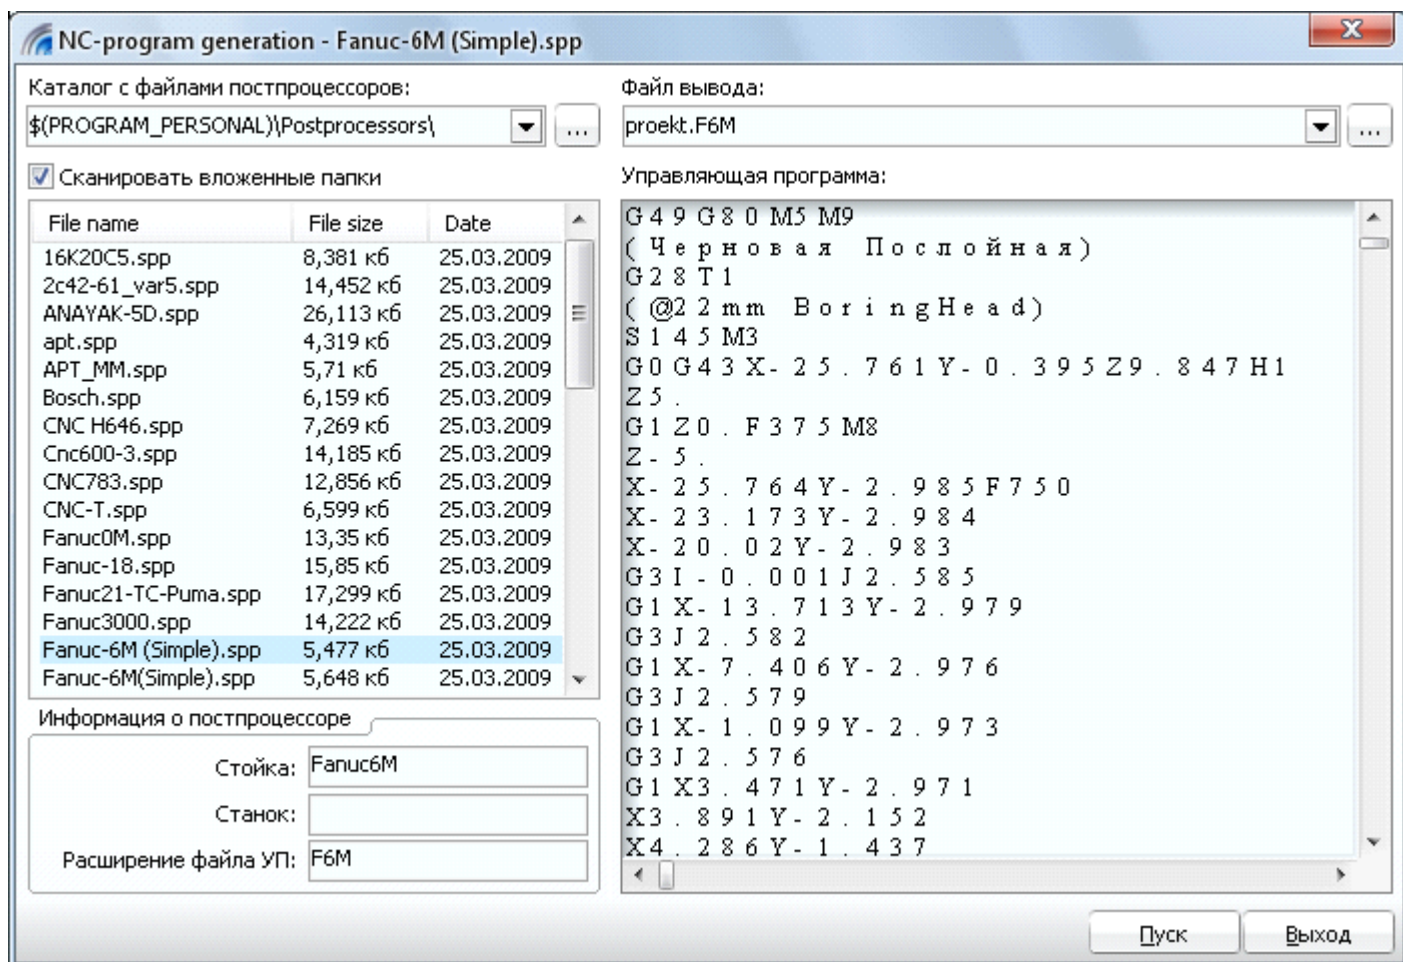 NC-program generation - Fanuc-6M (Simple).spp
Каталог с файлами постпроцессоров:
$(PROGRAM_PERSONAL)\Postprocessors\
...
Сканировать вложенные папки
File name File size Date
16K20C5.spp 8,381 кб 25.03.2009
2c42-61_var5.spp 14,452 кб 25.03.2009
ANAYAK-5D.spp 26,113 кб 25.03.2009
apt.spp 4,319 кб 25.03.2009
APT_MM.spp 5,71 кб 25.03.2009
Bosch.spp 6,159 кб 25.03.2009
CNC H646.spp 7,269 кб 25.03.2009
Cnc600-3.spp 14,185 кб 25.03.2009
CNC783.spp 12,856 кб 25.03.2009
CNC-T.spp 6,599 кб 25.03.2009
Fanuc0M.spp 13,35 кб 25.03.2009
Fanuc-18.spp 15,85 кб 25.03.2009
Fanuc21-TC-Puma.spp 17,299 кб 25.03.2009
Fanuc3000.spp 14,222 кб 25.03.2009
Fanuc-6M (Simple).spp 5,477 кб 25.03.2009
Fanuc-6M(Simple).spp 5,648 кб 25.03.2009
Информация о постпроцессоре
Стойка: Fanuc6M
Станок:
Расширение файла УП: F6M
Файл вывода:
proekt.F6M
...
Управляющая программа:
G49G80M5M9
(Черновая Послойная)
G28T1
(@22mm BoringHead)
S145M3
G0G43X-25.761Y-0.395Z9.847H1
Z5.
G1Z0.F375M8
Z-5.
X-25.764Y-2.985F750
X-23.173Y-2.984
X-20.02Y-2.983
G3I-0.001J2.585
G1X-13.713Y-2.979
G3J2.582
G1X-7.406Y-2.976
G3J2.579
G1X-1.099Y-2.973
G3J2.576
G1X3.471Y-2.971
X3.891Y-2.152
X4.286Y-1.437
Пуск
Выход